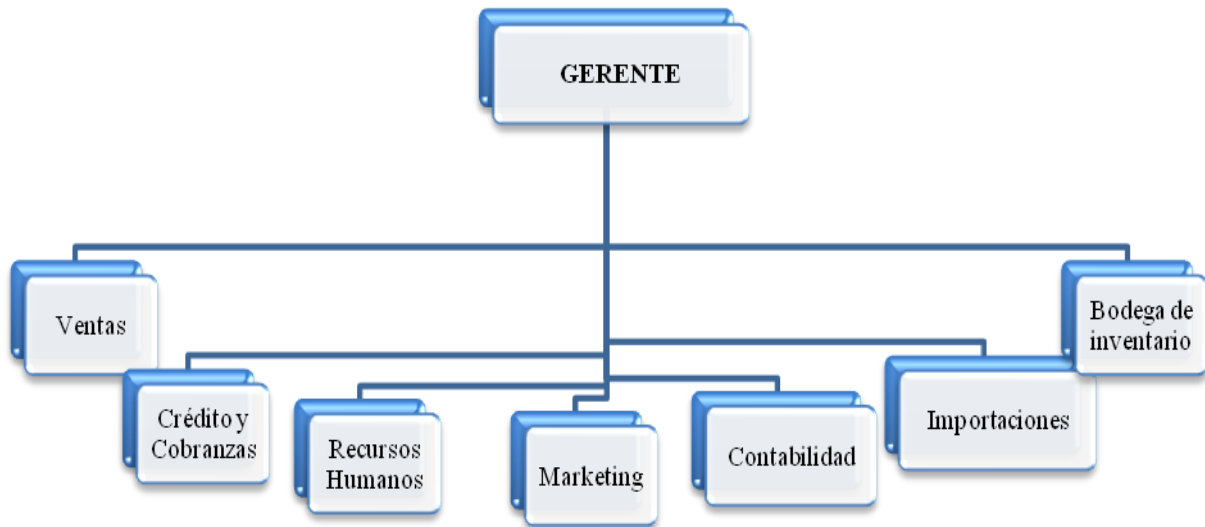 GERENTE
Ventas
Crédito y
Cobranzas
Recursos
Humanos
Marketing
Contabilidad
Importaciones
Bodega de
inventario